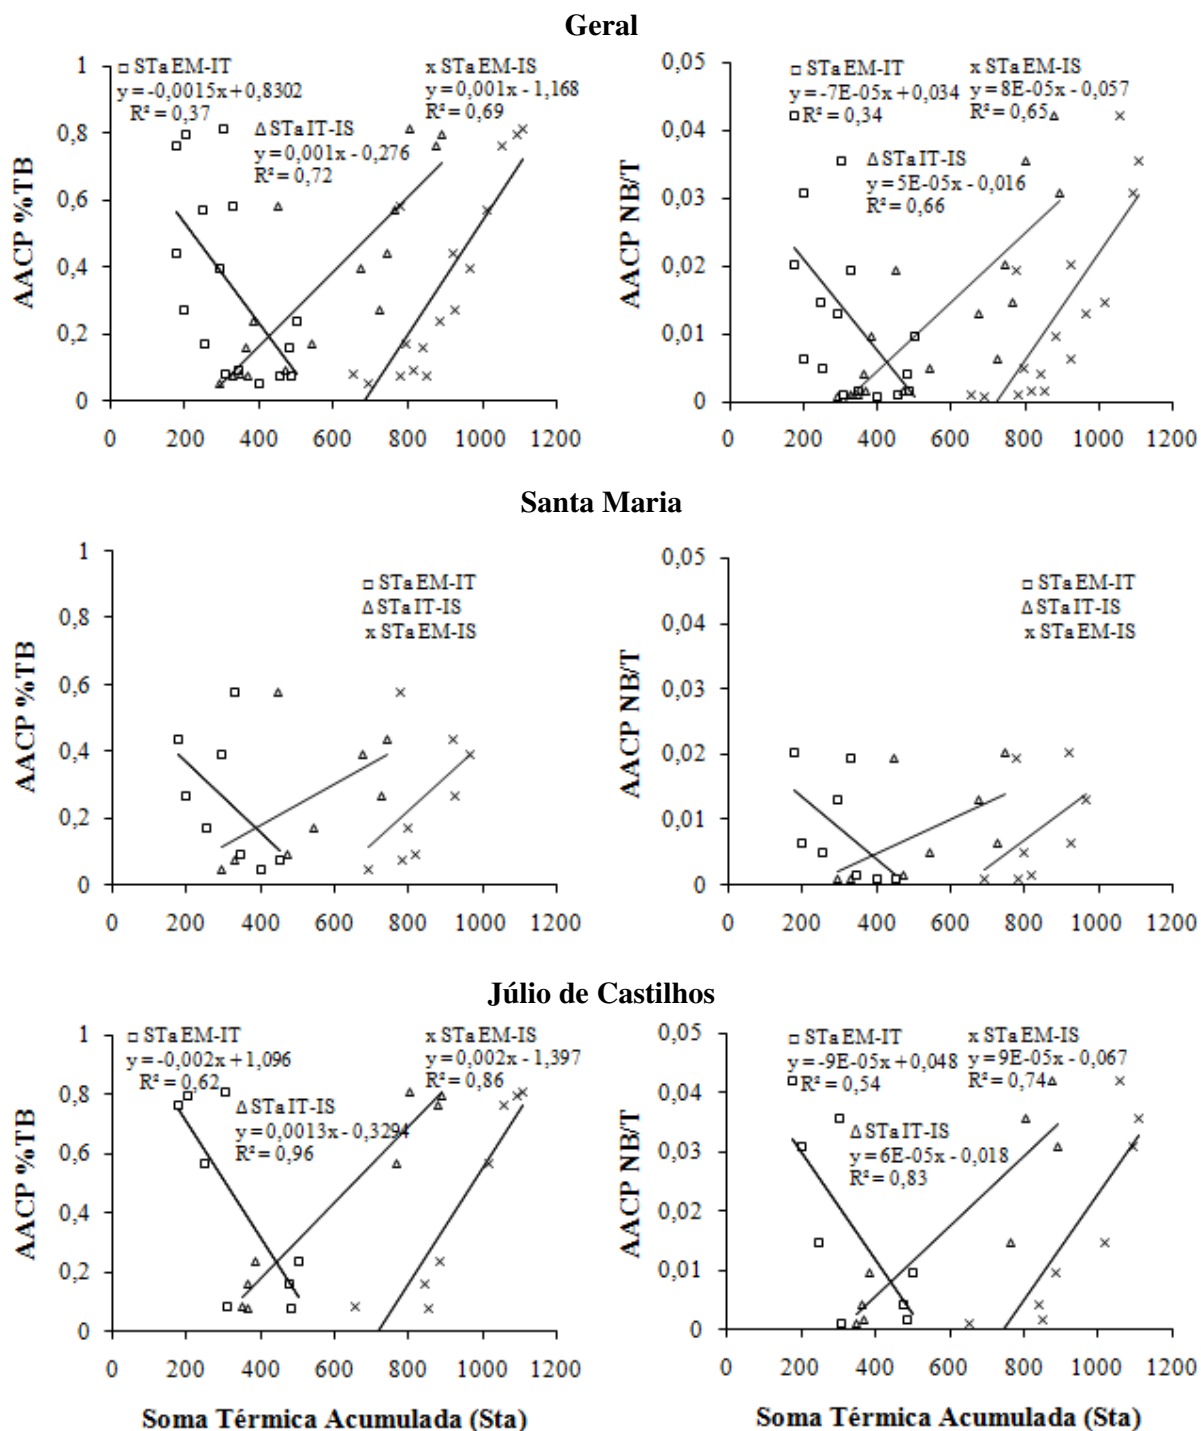 Geral
AACP %TB
1
0,8
0,6
0,4
0,2
0
0 200 400 600 800 1000 1200
□ STa EM-IT
y = -0,0015x + 0,8302
R² = 0,37
Δ STa IT-IS
y = 0,001x - 0,276
R² = 0,72
x STa EM-IS
y = 0,001x - 1,168
R² = 0,69
AACP NB/T
0,05
0,04
0,03
0,02
0,01
0
0 200 400 600 800 1000 1200
□ STa EM-IT
y = -7E-05x + 0,034
R² = 0,34
x STa EM-IS
y = 8E-05x - 0,057
R² = 0,65
Δ STa IT-IS
y = 5E-05x - 0,016
R² = 0,66
Santa Maria
AACP %TB
1
0,8
0,6
0,4
0,2
0
0 200 400 600 800 1000 1200
□ STa EM-IT
Δ STa IT-IS
x STa EM-IS
AACP NB/T
0,05
0,04
0,03
0,02
0,01
0
0 200 400 600 800 1000 1200
□ STa EM-IT
Δ STa IT-IS
x STa EM-IS
Júlio de Castilhos
AACP %TB
1
0,8
0,6
0,4
0,2
0
0 200 400 600 800 1000 1200
□ STa EM-IT
y = -0,002x + 1,096
R² = 0,62
Δ STa IT-IS
y = 0,0013x - 0,3294
R² = 0,96
x STa EM-IS
y = 0,002x - 1,397
R² = 0,86
Soma Térmica Acumulada (Sta)
AACP NB/T
0,05
0,04
0,03
0,02
0,01
0
0 200 400 600 800 1000 1200
□ STa EM-IT
y = -9E-05x + 0,048
R² = 0,54
x STa EM-IS
y = 9E-05x - 0,067
R² = 0,74
Δ STa IT-IS
y = 6E-05x - 0,018
R² = 0,83
Soma Térmica Acumulada (Sta)